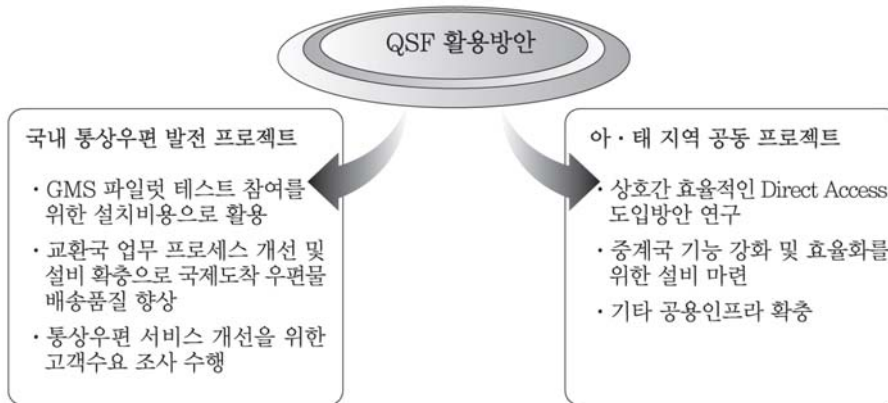 QSF 활용방안
국내 통상우편 발전 프로젝트
· GMS 파일럿 테스트 참여를
위한 설치비용으로 활용
· 교환국 업무 프로세스 개선 및
설비 확충으로 국제도착 우편물
배송품질 향상
· 통상우편 서비스 개선을 위한
고객수요 조사 수행
아·태 지역 공동 프로젝트
· 상호간 효율적인 Direct Access
도입방안 연구
· 중계국 기능 강화 및 효율화를
위한 설비 마련
· 기타 공용인프라 확충